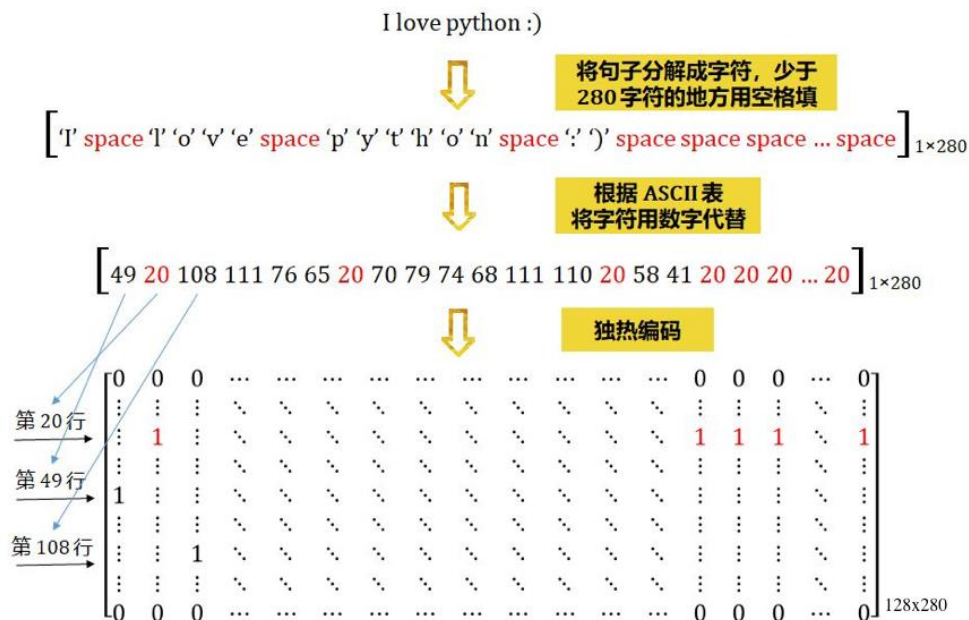 I love python :)
将句子分解成字符，少于
280字符的地方用空格填
[‘I’ space ‘l’ ‘o’ ‘v’ ‘e’ space ‘p’ ‘y’ ‘t’ ‘h’ ‘o’ ‘n’ space ‘:’ ‘)’ space space space ... space] 1×280
根据 ASCII 表
将字符用数字代替
[49 20 108 111 76 65 20 70 79 74 68 111 110 20 58 41 20 20 20 ... 20] 1×280
独热编码
0 0 0 ⋯ ⋯ ⋯ ⋯ ⋯ ⋯ ⋯ ⋯ ⋯ ⋯ 0 0 0 ⋯ 0
⋮ ⋮ ⋮ ⋱ ⋱ ⋱ ⋱ ⋱ ⋱ ⋱ ⋱ ⋱ ⋱ ⋮ ⋮ ⋮ ⋱ ⋮
第 20 行 ⋮ 1 ⋮ ⋱ ⋱ ⋱ ⋱ ⋱ ⋱ ⋱ ⋱ ⋱ ⋱ 1 1 1 ⋱ 1
⋮ ⋮ ⋮ ⋱ ⋱ ⋱ ⋱ ⋱ ⋱ ⋱ ⋱ ⋱ ⋱ ⋮ ⋮ ⋮ ⋱ ⋮
第 49 行 1 ⋮ ⋮ ⋱ ⋱ ⋱ ⋱ ⋱ ⋱ ⋱ ⋱ ⋱ ⋱ ⋮ ⋮ ⋮ ⋱ ⋮
⋮ ⋮ ⋮ ⋱ ⋱ ⋱ ⋱ ⋱ ⋱ ⋱ ⋱ ⋱ ⋱ ⋮ ⋮ ⋮ ⋱ ⋮
第 108 行 ⋮ ⋮ 1 ⋱ ⋱ ⋱ ⋱ ⋱ ⋱ ⋱ ⋱ ⋱ ⋱ ⋮ ⋮ ⋮ ⋱ ⋮
⋮ ⋮ ⋮ ⋱ ⋱ ⋱ ⋱ ⋱ ⋱ ⋱ ⋱ ⋱ ⋱ ⋮ ⋮ ⋮ ⋱ ⋮
0 0 0 ⋯ ⋯ ⋯ ⋯ ⋯ ⋯ ⋯ ⋯ ⋯ ⋯ 0 0 0 ⋯ 0 128x280